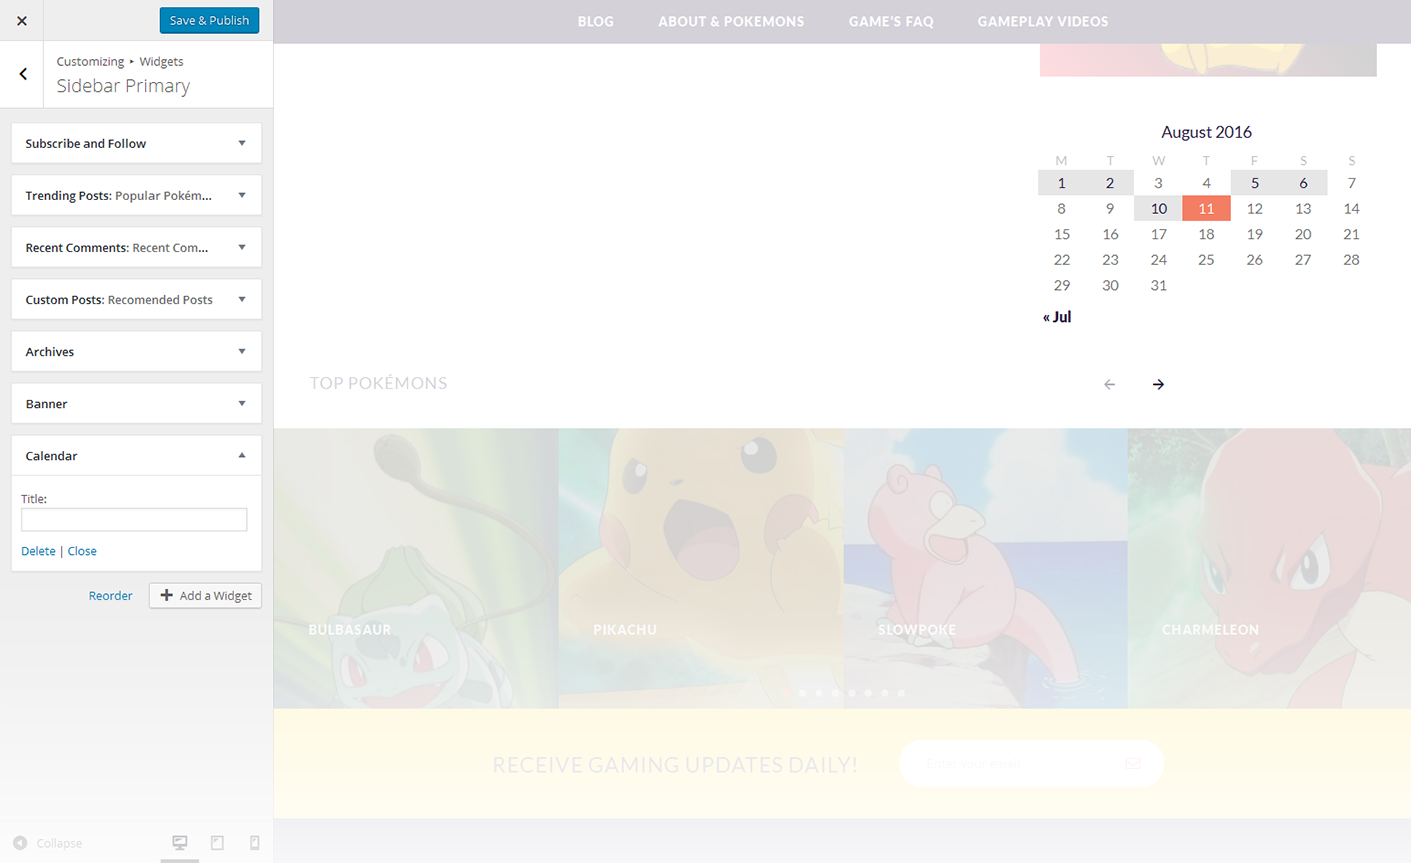 Save & Publish
Customizing ▸ Widgets
Sidebar Primary
Subscribe and Follow
Trending Posts: Popular Pokém...
Recent Comments: Recent Com...
Custom Posts: Recomended Posts
Archives
Banner
Calendar
Title:
Delete | Close
Reorder
Add a Widget
Collapse
BLOG ABOUT & POKEMONS GAME'S FAQ GAMEPLAY VIDEOS
August 2016
M T W T F S S
1 2 3 4 5 6 7
8 9 10 11 12 13 14
15 16 17 18 19 20 21
22 23 24 25 26 27 28
29 30 31
« Jul
TOP POKÉMONS
BULBASAUR PIKACHU SLOWPOKE CHARMELEON
RECEIVE GAMING UPDATES DAILY!
Enter your email